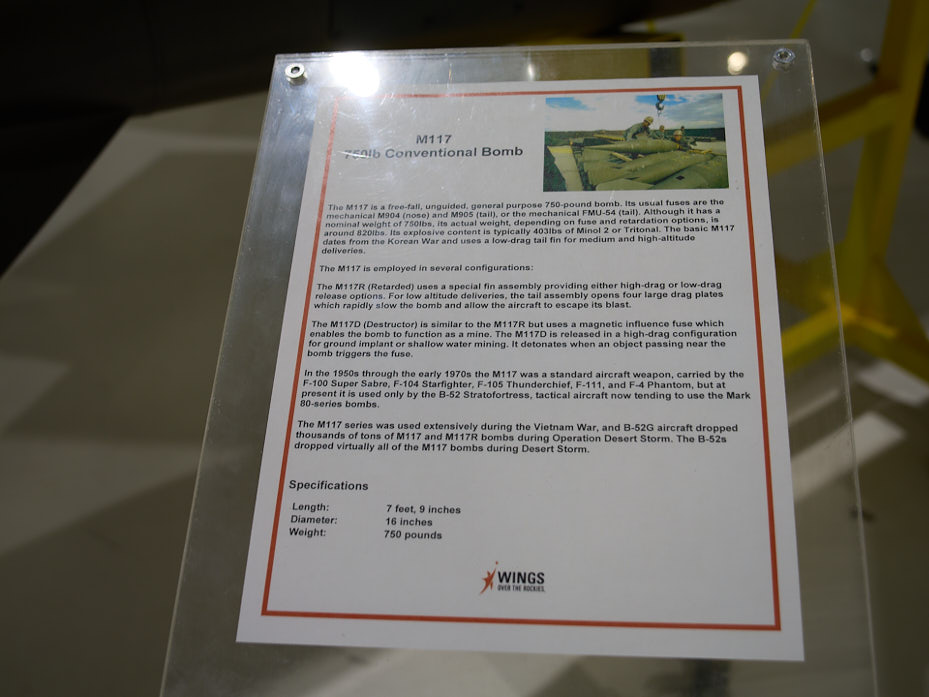 M117
750lb Conventional Bomb
The M117 is a free-fall, unguided, general purpose 750-pound bomb. Its usual fuses are the
mechanical M904 (nose) and M905 (tail), or the mechanical FMU-54 (tail). Although it has a
nominal weight of 750lbs, its actual weight, depending on fuse and retardation options, is
around 820lbs. Its explosive content is typically 403lbs of Minol 2 or Tritonal. The basic M117
dates from the Korean War and uses a low-drag tail fin for medium and high-altitude
deliveries.
The M117 is employed in several configurations:
The M117R (Retarded) uses a special fin assembly providing either high-drag or low-drag
release options. For low altitude deliveries, the tail assembly opens four large drag plates
which rapidly slow the bomb and allow the aircraft to escape its blast.
The M117D (Destructor) is similar to the M117R but uses a magnetic influence fuse which
enables the bomb to function as a mine. The M117D is released in a high-drag configuration
for ground implant or shallow water mining. It detonates when an object passing near the
bomb triggers the fuse.
In the 1950s through the early 1970s the M117 was a standard aircraft weapon, carried by the
F-100 Super Sabre, F-104 Starfighter, F-105 Thunderchief, F-111, and F-4 Phantom, but at
present it is used only by the B-52 Stratofortress, tactical aircraft now tending to use the Mark
80-series bombs.
The M117 series was used extensively during the Vietnam War, and B-52G aircraft dropped
thousands of tons of M117 and M117R bombs during Operation Desert Storm. The B-52s
dropped virtually all of the M117 bombs during Desert Storm.
Specifications
Length: 7 feet, 9 inches
Diameter: 16 inches
Weight: 750 pounds
WINGS
OVER THE ROCKIES.